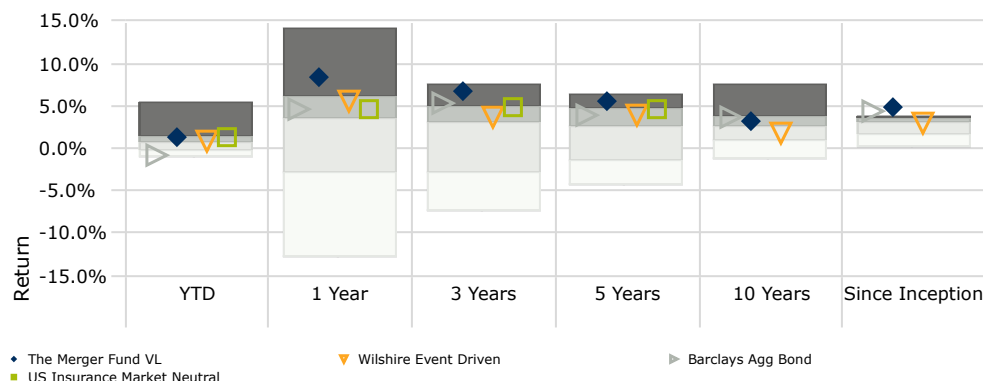 15.0%
10.0%
5.0%
0.0%
-5.0%
-10.0%
-15.0%
Return
YTD
1 Year
3 Years
5 Years
10 Years
Since Inception
The Merger Fund VL
Wilshire Event Driven
Barclays Agg Bond
US Insurance Market Neutral